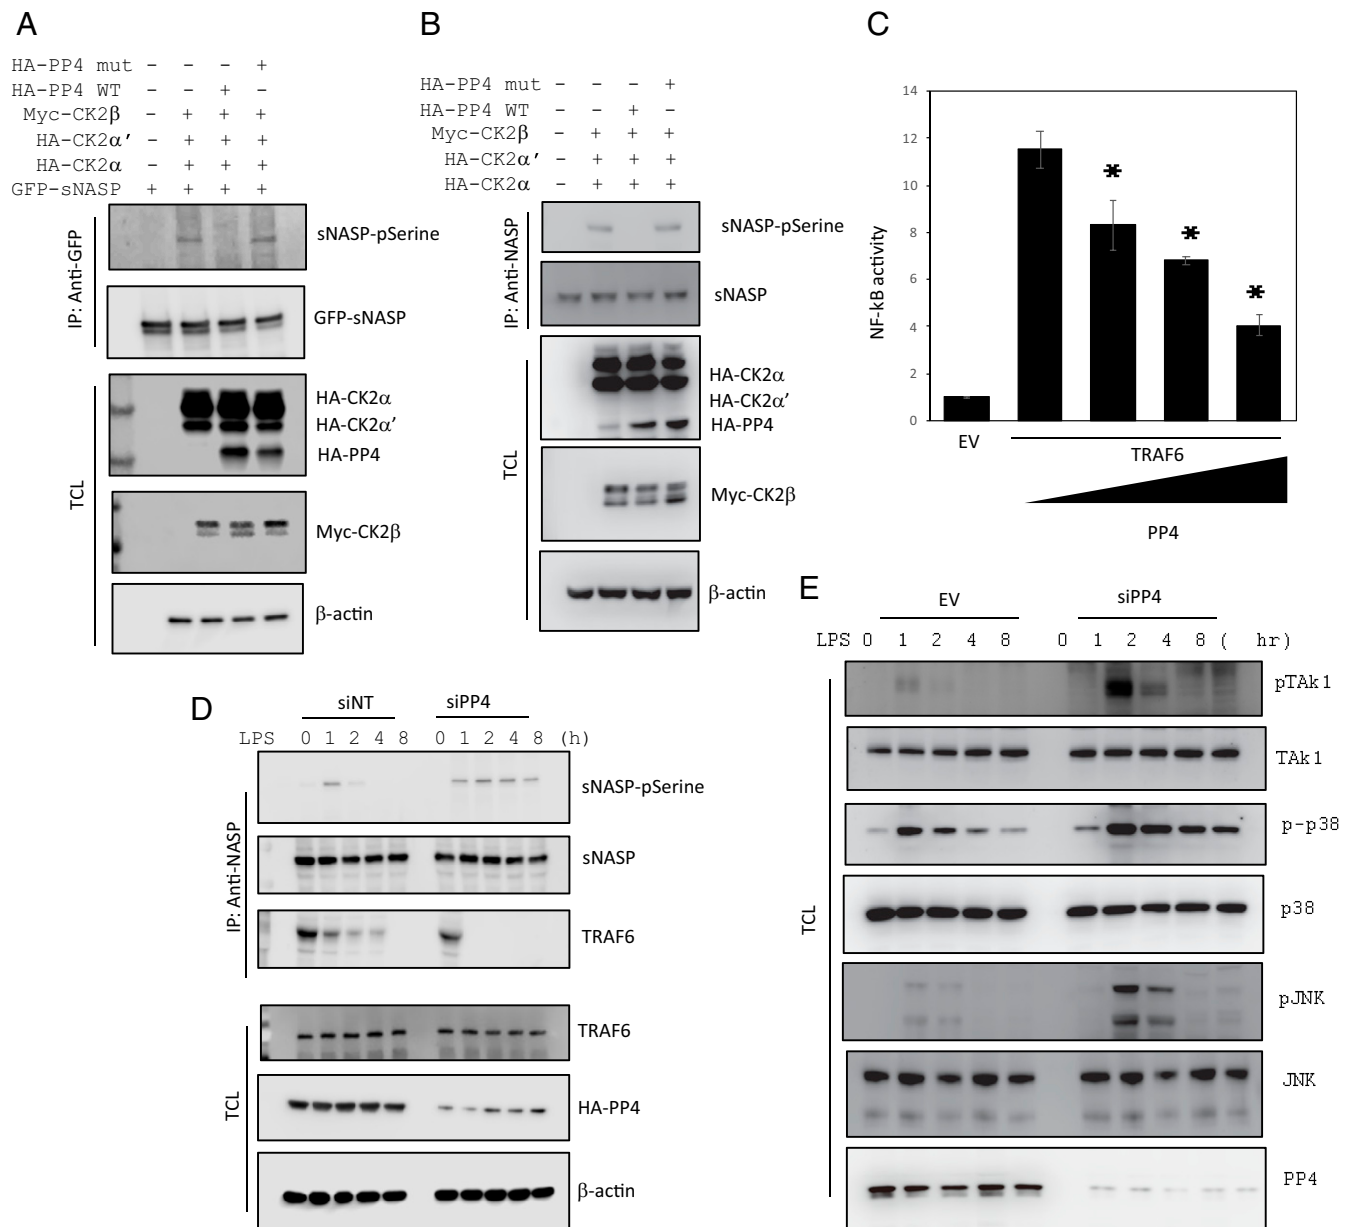 A
HA-PP4 mut - - - +
HA-PP4 WT - - + -
Myc-CK2β - + + +
HA-CK2α' - + + +
HA-CK2α - + + +
GFP-sNASP + + + +
IP: Anti-GFP
sNASP-pSerine
GFP-sNASP
TCL
HA-CK2α
HA-CK2α'
HA-PP4
Myc-CK2β
β-actin
B
HA-PP4 mut - - - +
HA-PP4 WT - - + -
Myc-CK2β - + + +
HA-CK2α' - + + +
HA-CK2α - + + +
IP: Anti-NASP
sNASP-pSerine
sNASP
TCL
HA-CK2α
HA-CK2α'
HA-PP4
Myc-CK2β
β-actin
C
NF-kB activity
14
12
10
8
6
4
2
0
* * *
EV
TRAF6
PP4
D
siNT siPP4
LPS 0 1 2 4 8 0 1 2 4 8 (h)
IP: Anti-NASP
sNASP-pSerine
sNASP
TRAF6
TCL
TRAF6
HA-PP4
β-actin
E
EV siPP4
LPS 0 1 2 4 8 0 1 2 4 8 ( hr)
TCL
pTAk1
TAk1
p-p38
p38
pJNK
JNK
PP4